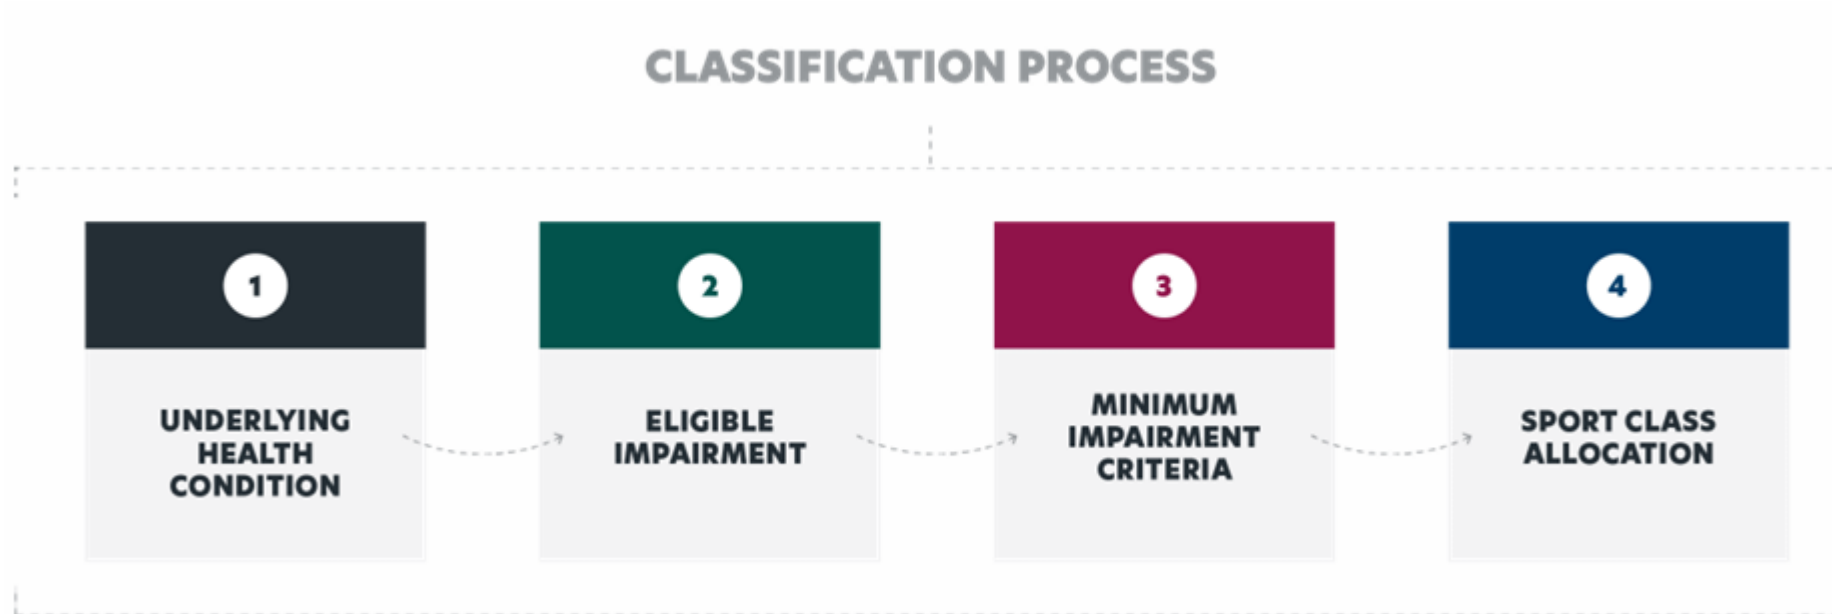 CLASSIFICATION PROCESS
1
UNDERLYING
HEALTH
CONDITION
2
ELIGIBLE
IMPAIRMENT
3
MINIMUM
IMPAIRMENT
CRITERIA
4
SPORT CLASS
ALLOCATION